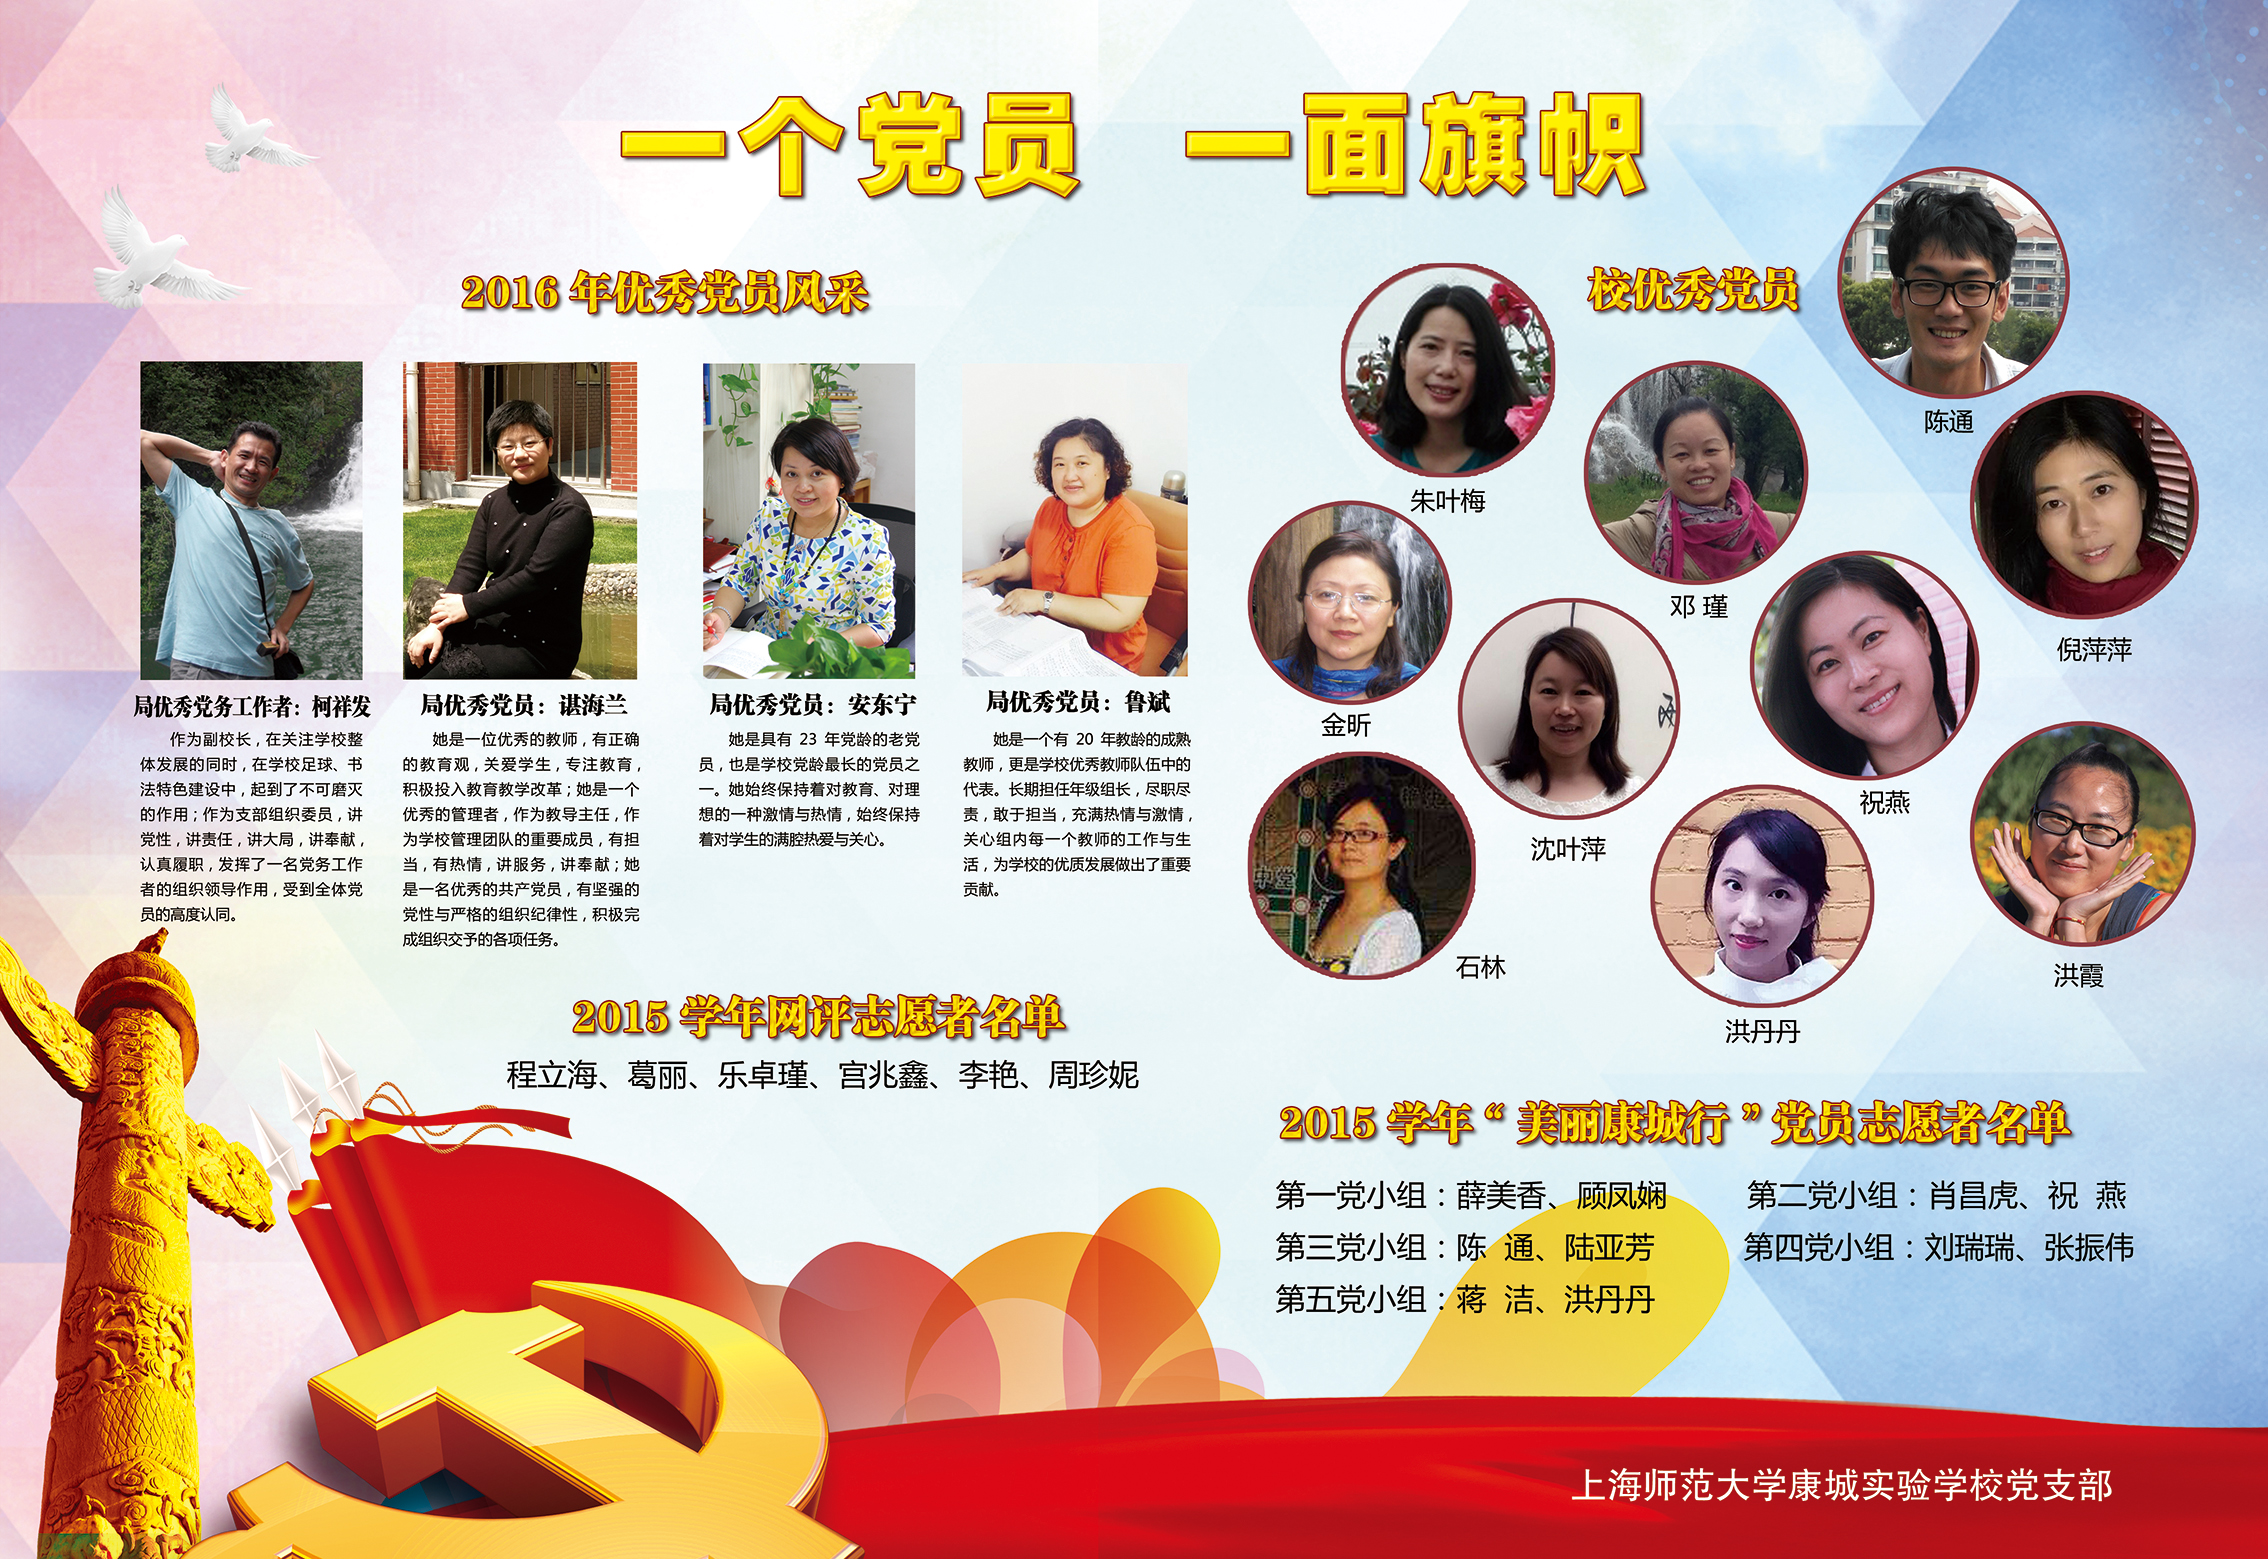 一个党员 一面旗帜
2016 年优秀党员风采
局优秀党务工作者：柯祥发
作为副校长，在关注学校整
体发展的同时，在学校足球、书
法特色建设中，起到了不可磨灭
的作用；作为支部组织委员，讲
党性，讲责任，讲大局，讲奉献，
认真履职，发挥了一名党务工作
者的组织领导作用，受到全体党
员的高度认同。
局优秀党员：谌海兰
她是一位优秀的教师，有正确
的教育观，关爱学生，专注教育，
积极投入教育教学改革；她是一个
优秀的管理者，作为教导主任，作
为学校管理团队的重要成员，有担
当，有热情，讲服务，讲奉献；她
是一名优秀的共产党员，有坚强的
党性与严格的组织纪律性，积极完
成组织交予的各项任务。
局优秀党员：安东宁
她是具有 23 年党龄的老党
员，也是学校党龄最长的党员之
一。她始终保持着对教育、对理
想的一种激情与热情，始终保持
着对学生的满腔热爱与关心。
局优秀党员：鲁斌
她是一个有 20 年教龄的成熟
教师，更是学校优秀教师队伍中的
代表。长期担任年级组长，尽职尽
责，敢于担当，充满热情与激情，
关心组内每一个教师的工作与生
活，为学校的优质发展做出了重要
贡献。
2015 学年网评志愿者名单
程立海、葛丽、乐卓瑾、宫兆鑫、李艳、周珍妮
校优秀党员
陈通
朱叶梅
邓 瑾
倪萍萍
金昕
祝燕
沈叶萍
石林
洪霞
洪丹丹
2015 学年“美丽康城行”党员志愿者名单
第一党小组：薛美香、顾凤娴 第二党小组：肖昌虎、祝 燕
第三党小组：陈 通、陆亚芳 第四党小组：刘瑞瑞、张振伟
第五党小组：蒋 洁、洪丹丹
上海师范大学康城实验学校党支部